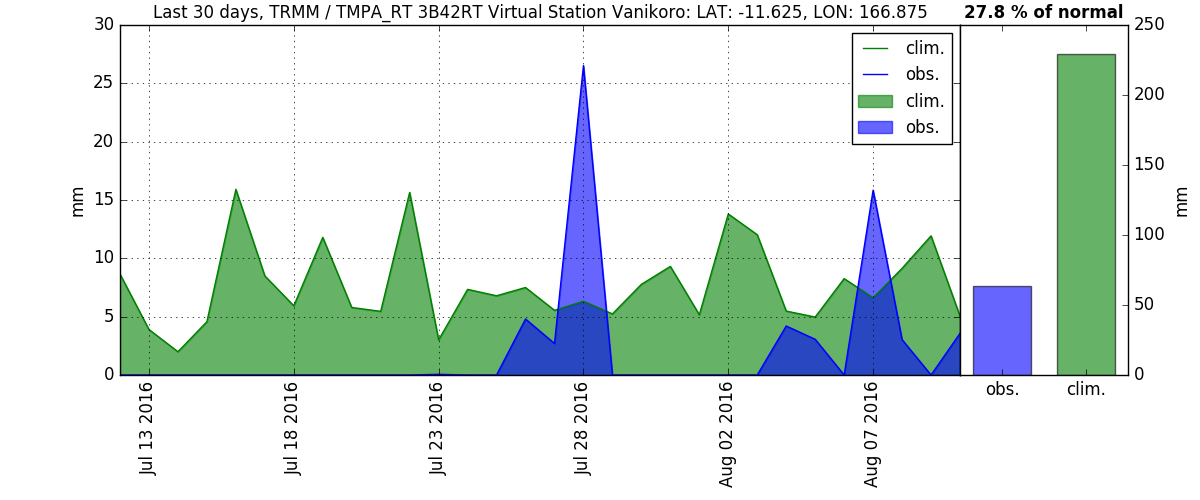 Last 30 days, TRMM / TMPA_RT 3B42RT Virtual Station Vanikoro: LAT: -11.625, LON: 166.875
27.8 % of normal
30
25
20
15
10
5
0
mm
clim.
obs.
clim.
obs.
250
200
150
100
50
0
mm
obs.
clim.
Jul 13 2016
Jul 18 2016
Jul 23 2016
Jul 28 2016
Aug 02 2016
Aug 07 2016